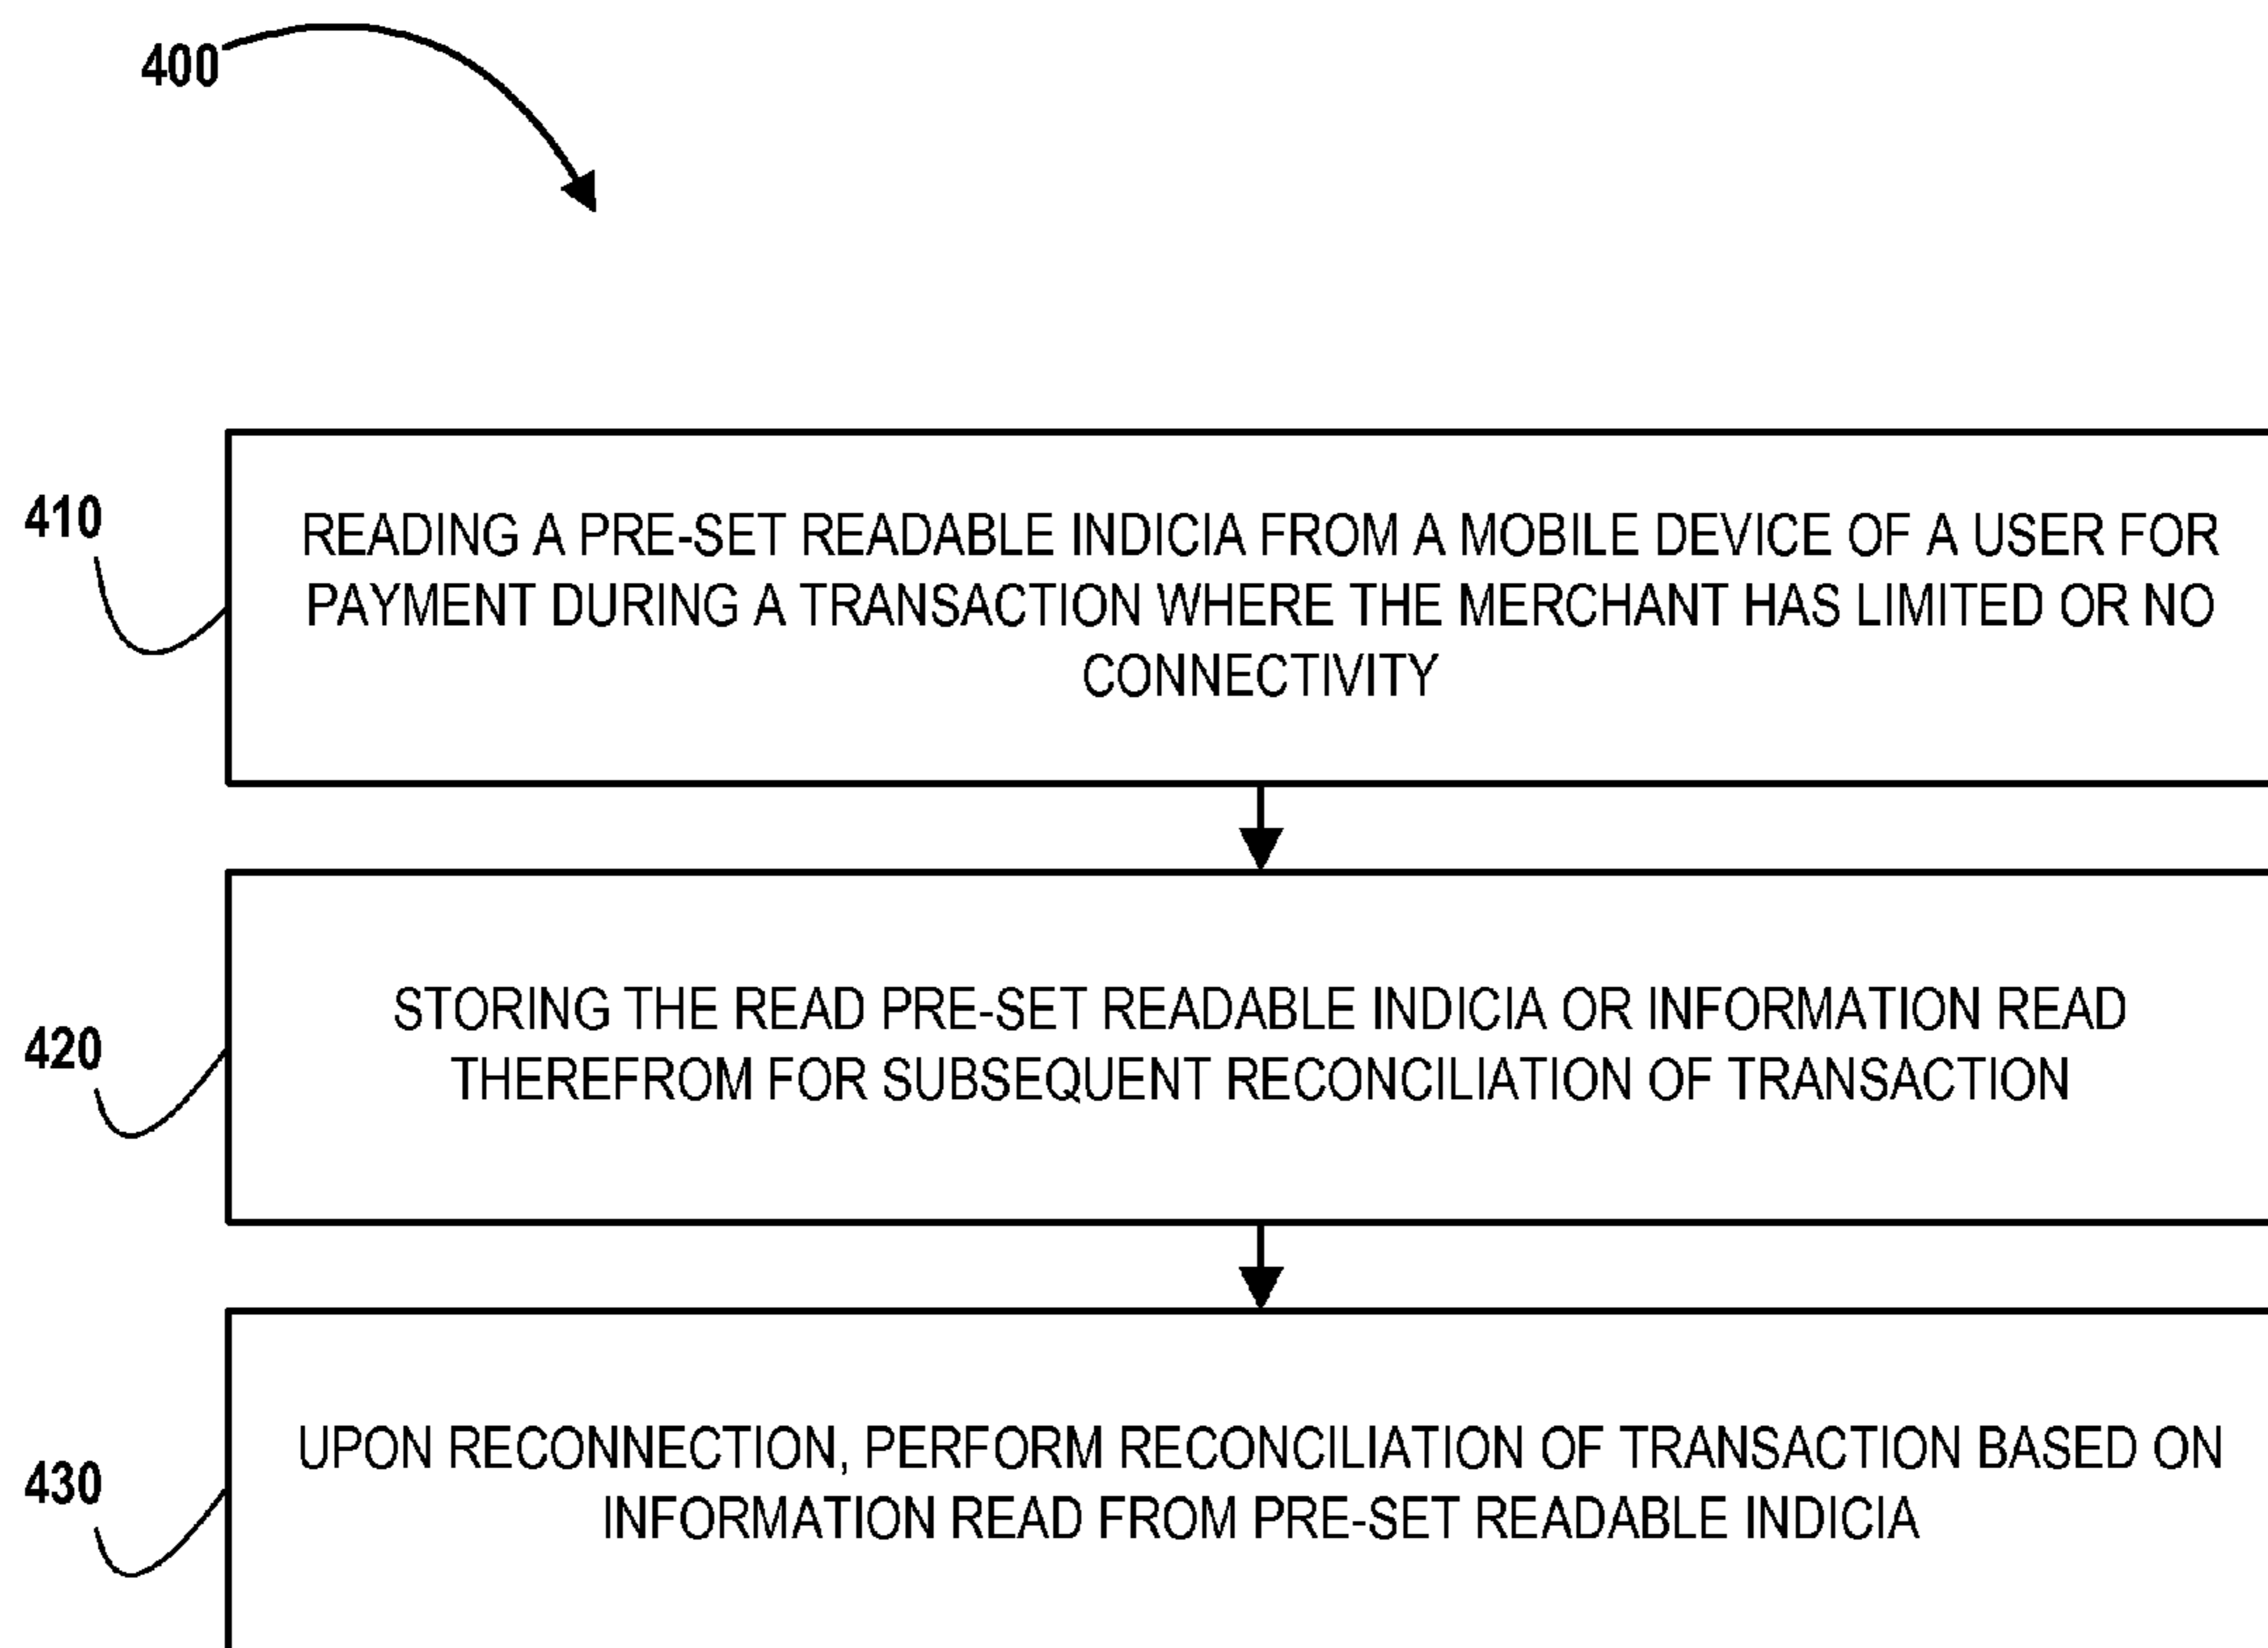 400
410
READING A PRE-SET READABLE INDICIA FROM A MOBILE DEVICE OF A USER FOR
PAYMENT DURING A TRANSACTION WHERE THE MERCHANT HAS LIMITED OR NO
CONNECTIVITY
420
STORING THE READ PRE-SET READABLE INDICIA OR INFORMATION READ
THEREFROM FOR SUBSEQUENT RECONCILIATION OF TRANSACTION
430
UPON RECONNECTION, PERFORM RECONCILIATION OF TRANSACTION BASED ON
INFORMATION READ FROM PRE-SET READABLE INDICIA